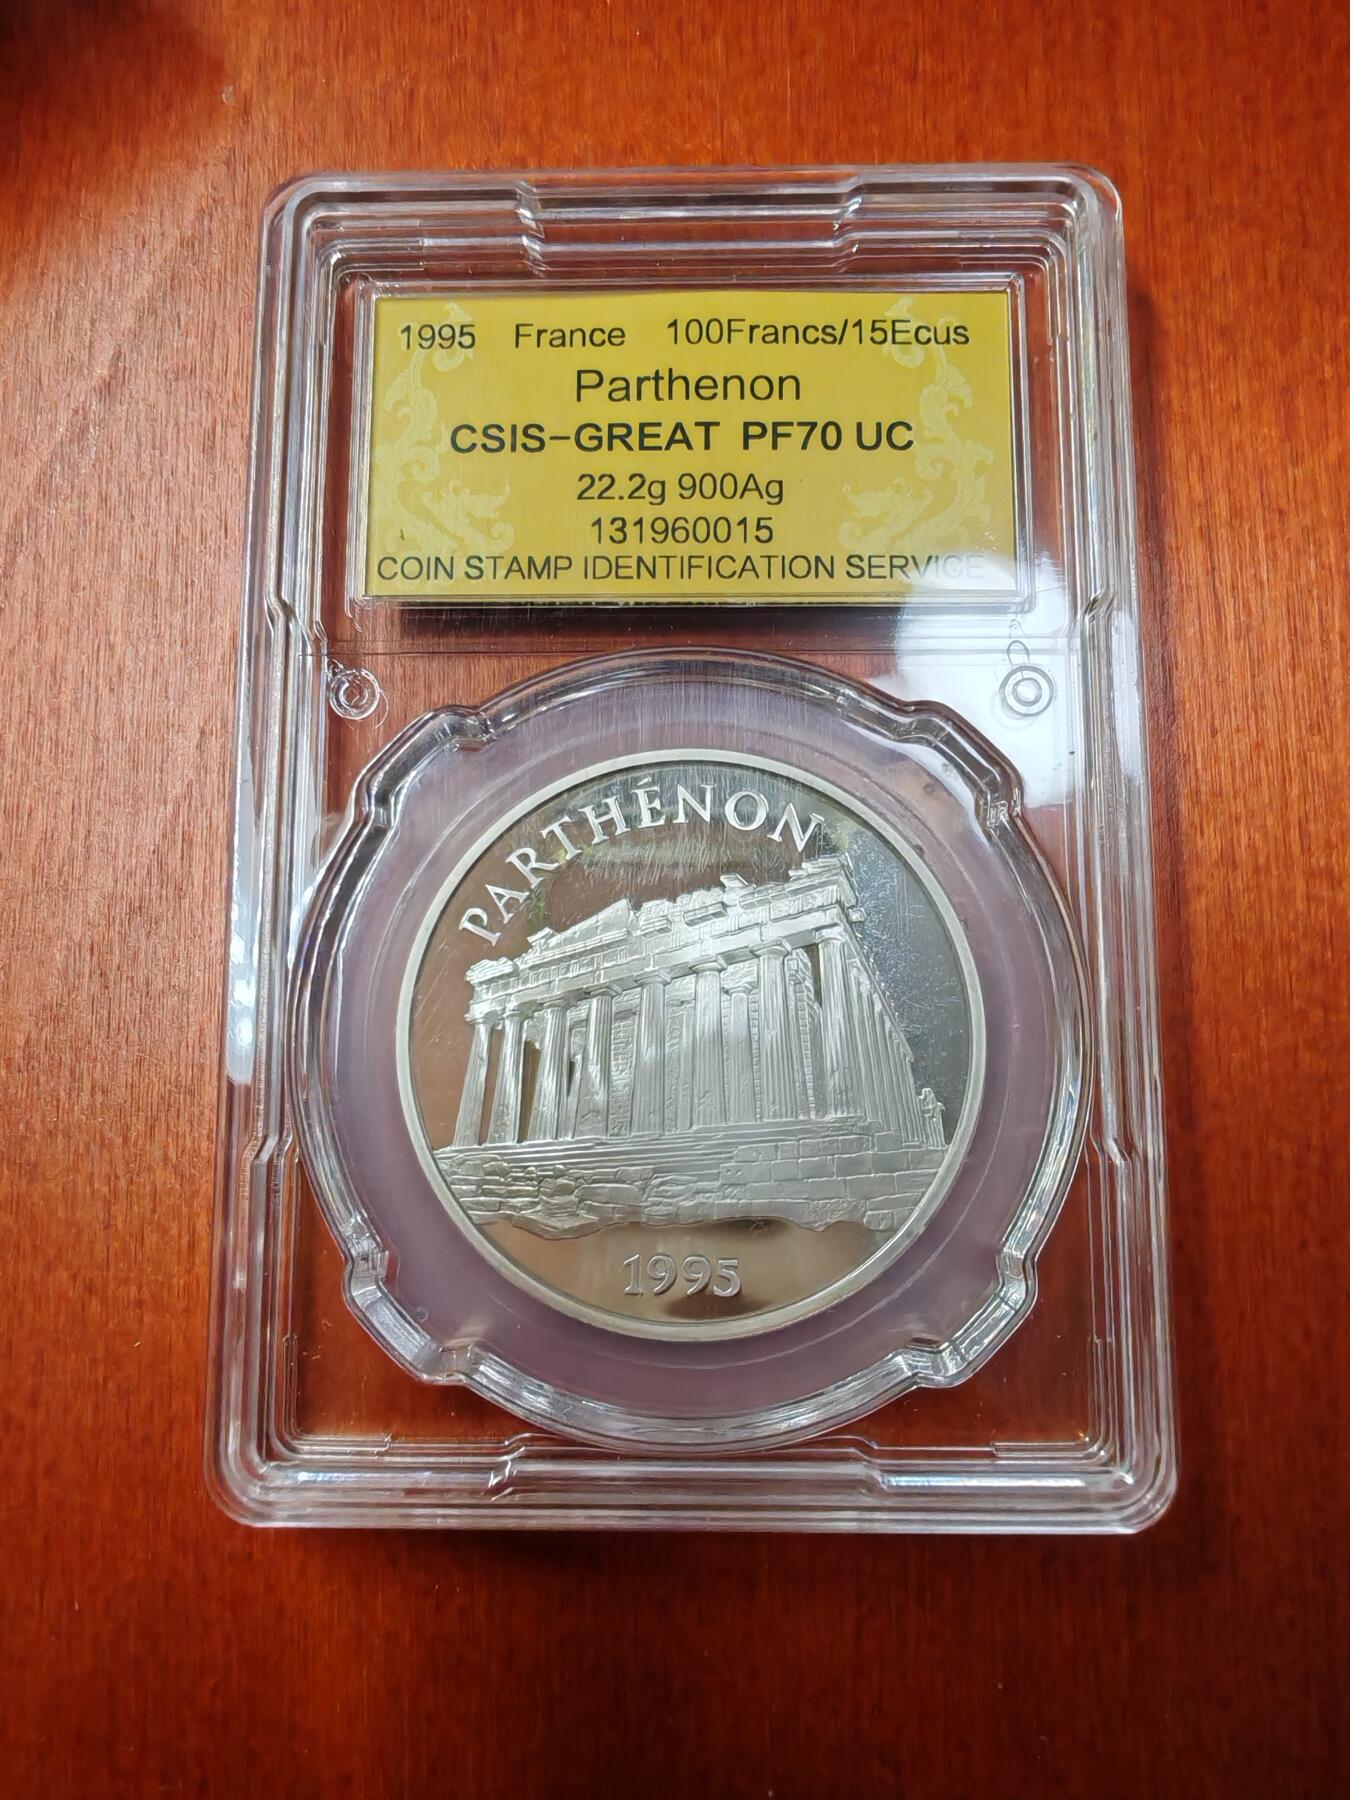 1995 France 100Francs/15Ecus
Parthenon
CSIS-GREAT PF70 UC
22.2g 900Ag
131960015
COIN STAMP IDENTIFICATION SERVICE
PARTHÉNON
1995